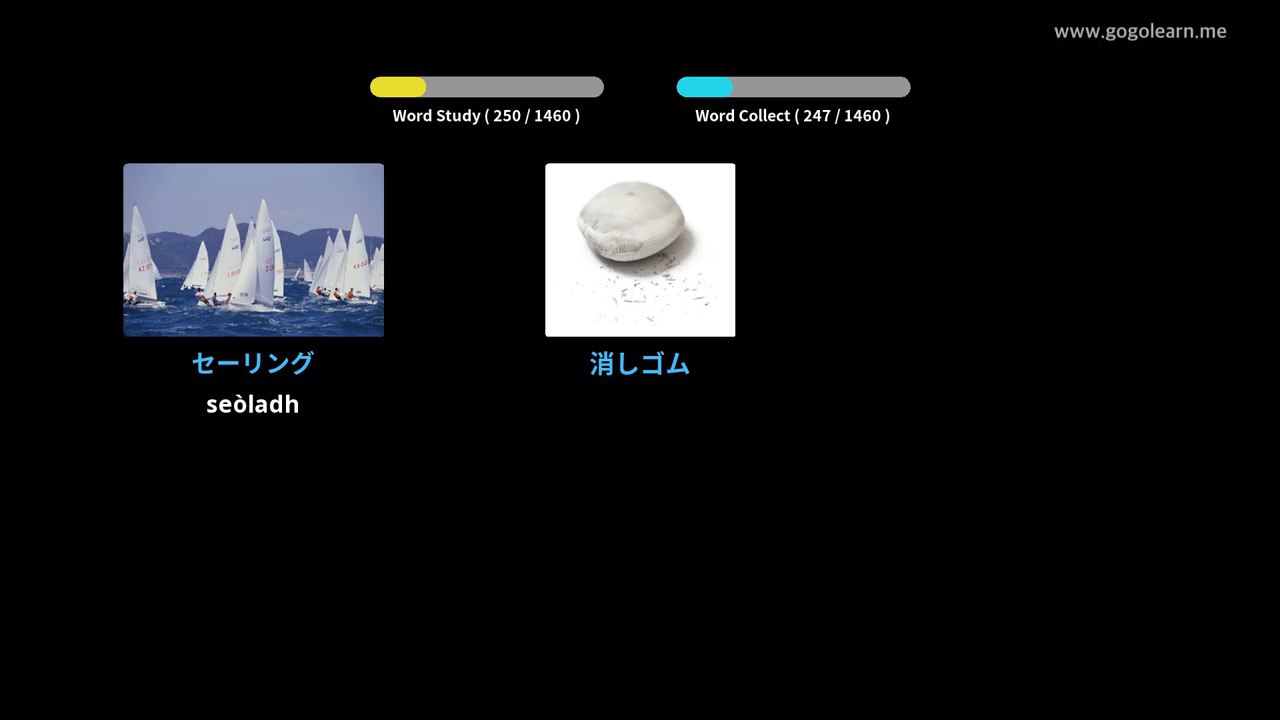 www.gogolearn.me
Word Study ( 250 / 1460 )
Word Collect ( 247 / 1460 )
セーリング
seòladh
消しゴム